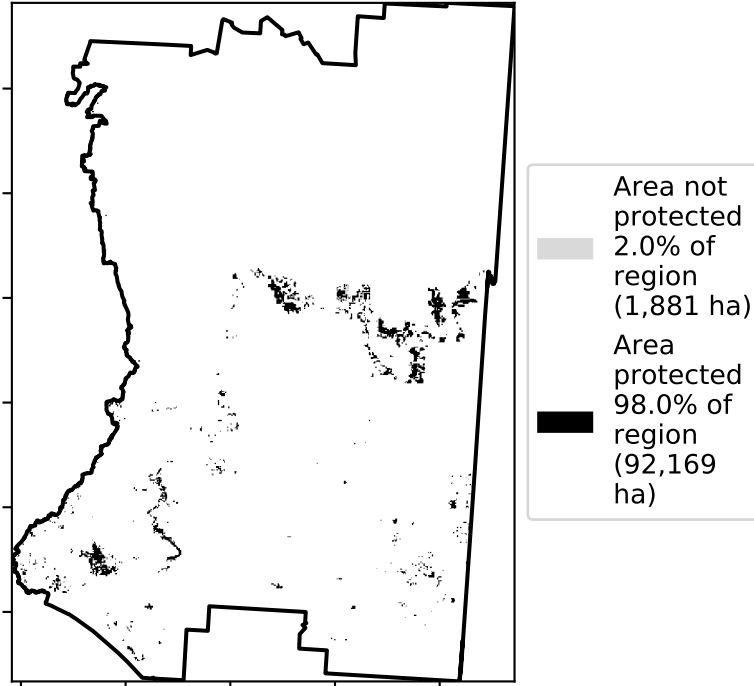 Area not
protected
2.0% of
region
(1,881 ha)
Area
protected
98.0% of
region
(92,169
ha)